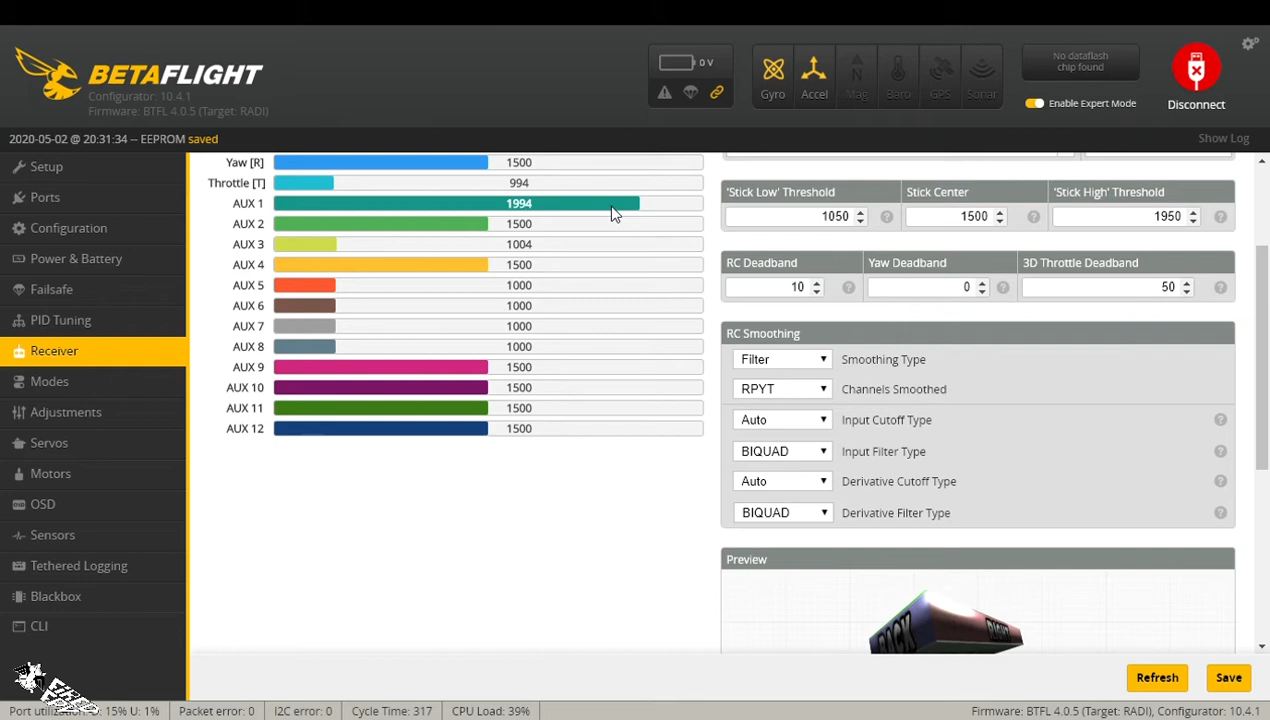 BETAFLIGHT
Configurator: 10.4.1
Firmware: BTFL 4.0.5 (Target: RADI)
0 V
Gyro
Accel
Mag
Baro
GPS
Sonar
No dataflash
chip found
Enable Expert Mode
Disconnect
2020-05-02 @ 20:31:34 -- EEPROM saved
Show Log
Setup
Ports
Configuration
Power & Battery
Failsafe
PID Tuning
Receiver
Modes
Adjustments
Servos
Motors
OSD
Sensors
Tethered Logging
Blackbox
CLI
Yaw [R] 1500
Throttle [T] 994
AUX 1 1994
AUX 2 1500
AUX 3 1004
AUX 4 1500
AUX 5 1000
AUX 6 1000
AUX 7 1000
AUX 8 1000
AUX 9 1500
AUX 10 1500
AUX 11 1500
AUX 12 1500
'Stick Low' Threshold Stick Center 'Stick High' Threshold
1050 1500 1950
RC Deadband Yaw Deadband 3D Throttle Deadband
10 0 50
RC Smoothing
Filter Smoothing Type
RPYT Channels Smoothed
Auto Input Cutoff Type
BIQUAD Input Filter Type
Auto Derivative Cutoff Type
BIQUAD Derivative Filter Type
Preview
BACK RIGHT
Refresh Save
Packet error: 0 I2C error: 0 Cycle Time: 317 CPU Load: 39% Firmware: BTFL 4.0.5 (Target: RADI), Configurator: 10.4.1